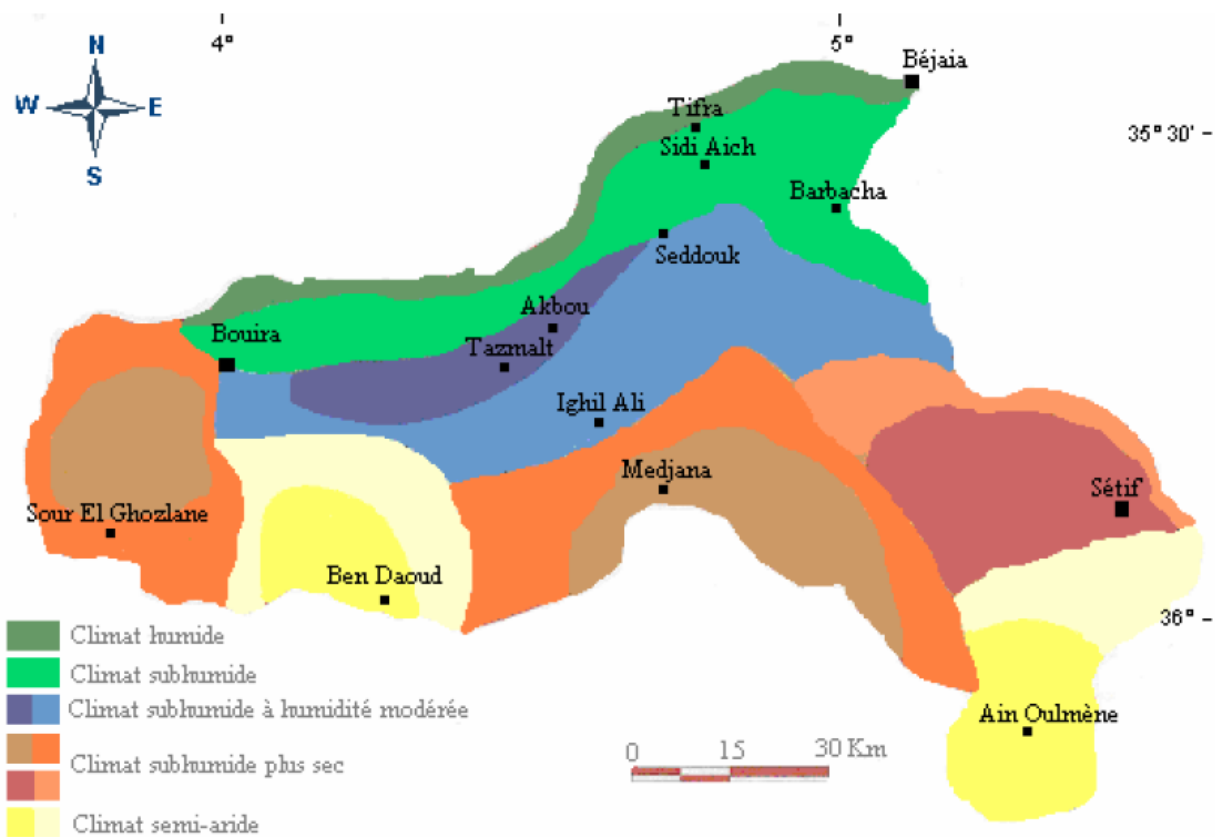 4°
5°
N
W
E
S
Béjaia
Tifra
35° 30'
Sidi Aich
Barbacha
Seddouk
Akbou
Bouira
Tazmalt
Ighil Ali
Medjana
Sétif
Sour El Ghozlane
Ben Daoud
36°
Climat humide
Climat subhumide
Climat subhumide à humidité modérée
Ain Oulmène
Climat subhumide plus sec
0 15 30 Km
Climat semi-aride